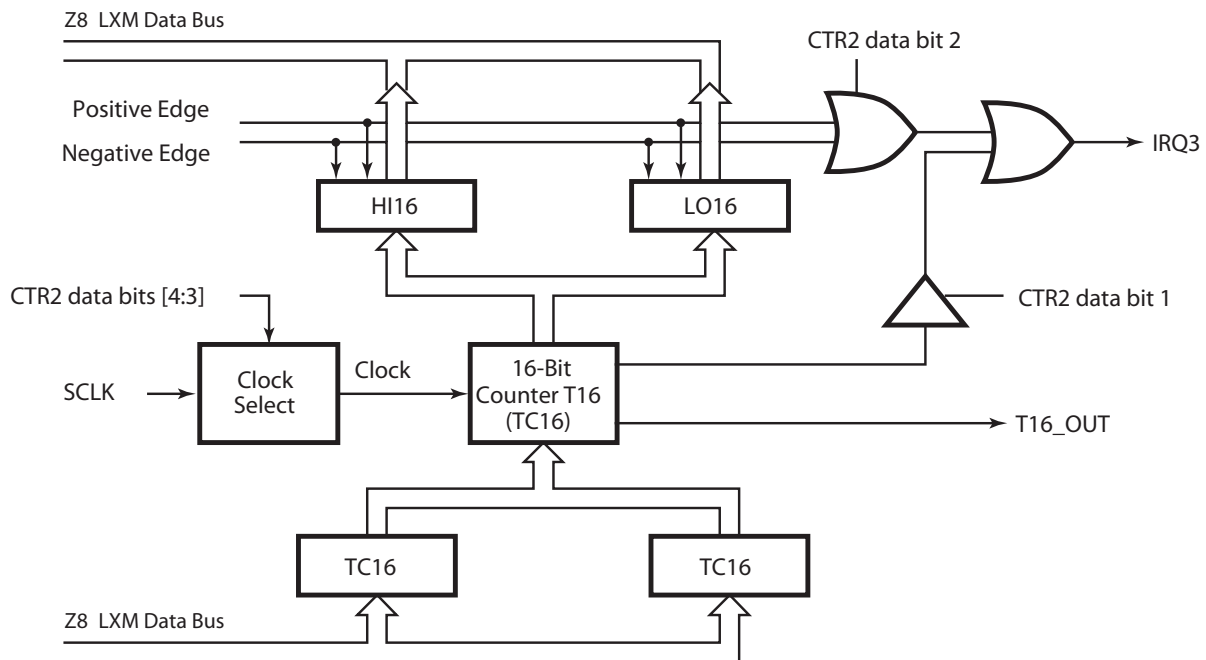 Z8 LXM Data Bus
CTR2 data bit 2
Positive Edge
Negative Edge
IRQ3
HI16
LO16
CTR2 data bits [4:3]
CTR2 data bit 1
SCLK
Clock
Select
Clock
16-Bit
Counter T16
(TC16)
T16_OUT
TC16
TC16
Z8 LXM Data Bus